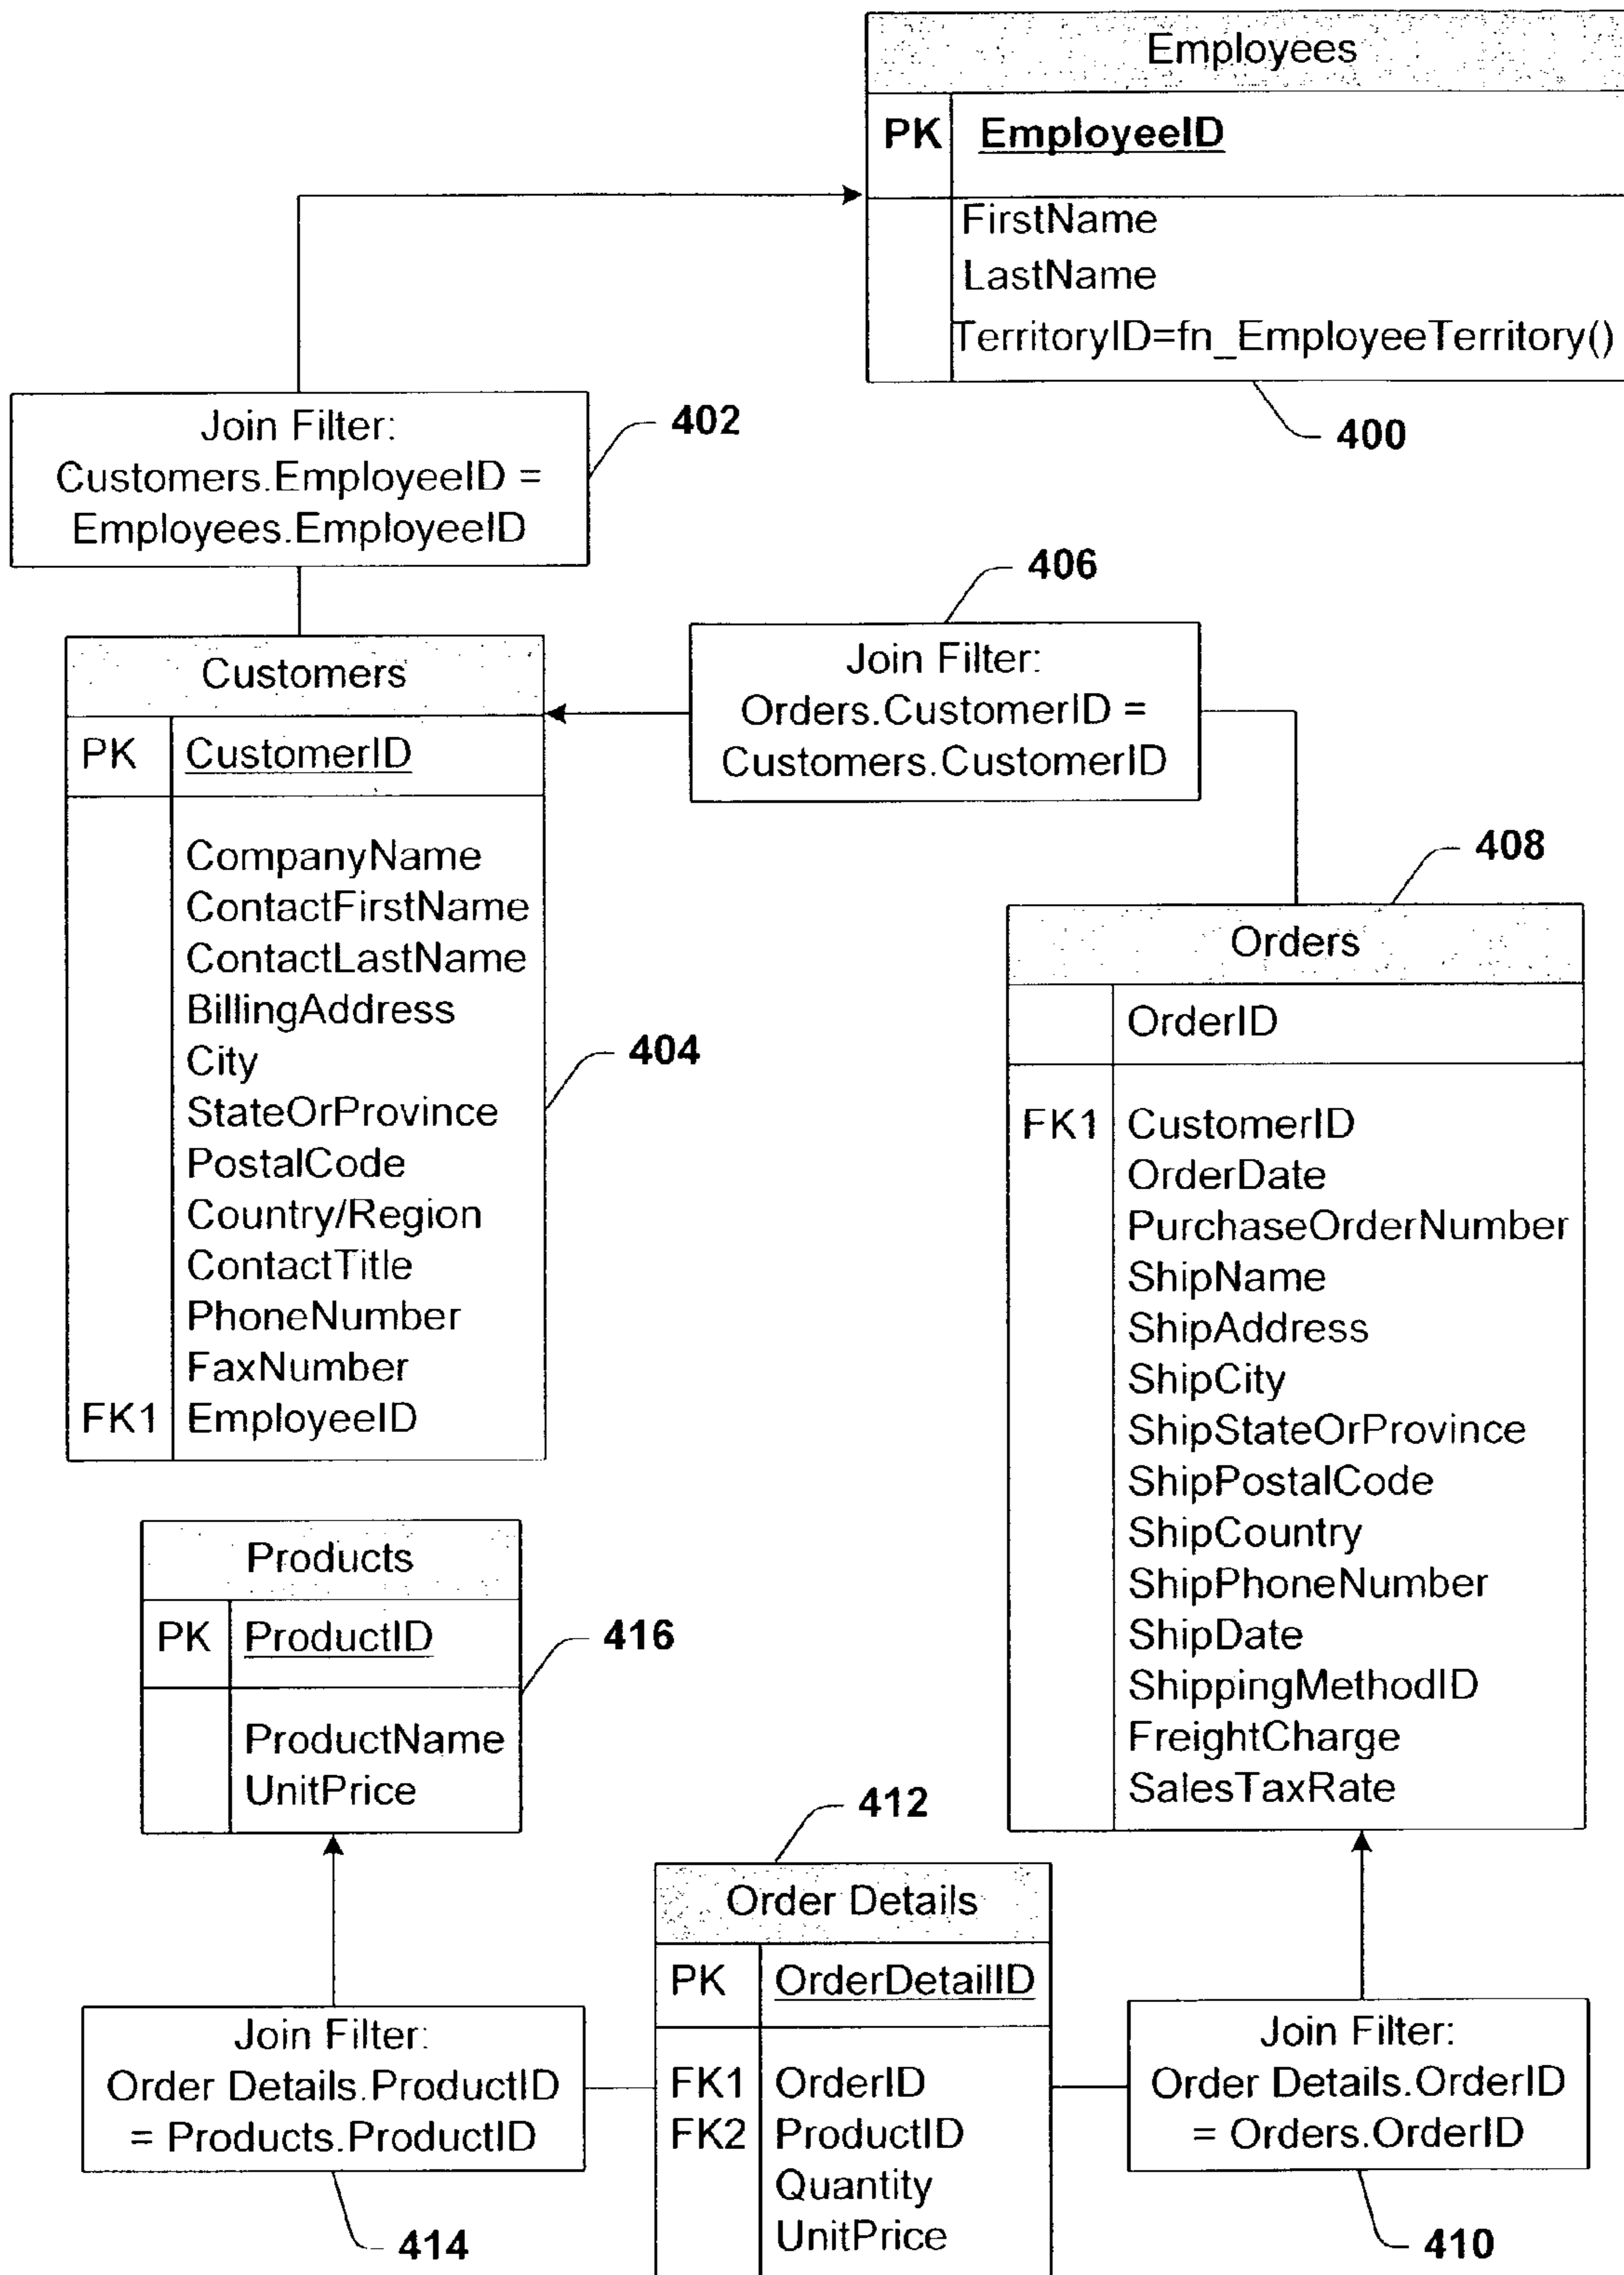 Employees
PK EmployeeID
FirstName
LastName
TerritoryID=fn_EmployeeTerritory()
400
Join Filter:
Customers.EmployeeID =
Employees.EmployeeID
402
406
Join Filter:
Orders.CustomerID =
Customers.CustomerID
Customers
PK CustomerID
CompanyName
ContactFirstName
ContactLastName
BillingAddress
City
StateOrProvince
PostalCode
Country/Region
ContactTitle
PhoneNumber
FaxNumber
FK1 EmployeeID
404
408
Orders
OrderID
FK1 CustomerID
OrderDate
PurchaseOrderNumber
ShipName
ShipAddress
ShipCity
ShipStateOrProvince
ShipPostalCode
ShipCountry
ShipPhoneNumber
ShipDate
ShippingMethodID
FreightCharge
SalesTaxRate
Products
PK ProductID
ProductName
UnitPrice
416
412
Order Details
PK OrderDetailID
FK1 OrderID
FK2 ProductID
Quantity
UnitPrice
Join Filter:
Order Details.ProductID
= Products.ProductID
414
Join Filter:
Order Details.OrderID
= Orders.OrderID
410